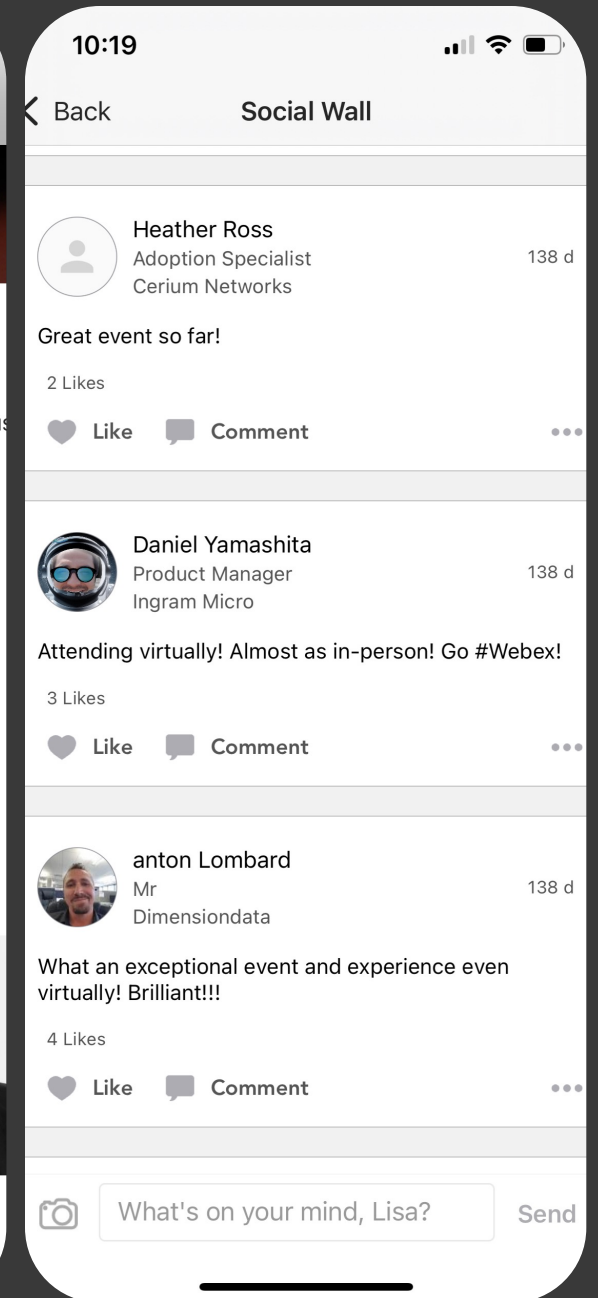 10:19
Back
Social Wall
Heather Ross
Adoption Specialist
138 d
Cerium Networks
Great event so far!
2 Likes
Like
Comment
Daniel Yamashita
Product Manager
138 d
Ingram Micro
Attending virtually! Almost as in-person! Go #Webex!
3 Likes
Like
Comment
anton Lombard
Mr
138 d
Dimensiondata
What an exceptional event and experience even
virtually! Brilliant!!!
4 Likes
Like
Comment
What's on your mind, Lisa?
Send